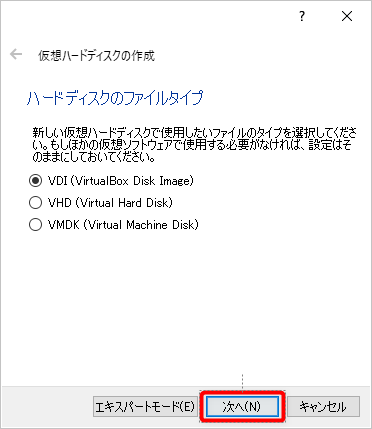 仮想ハードディスクの作成
ハードディスクのファイルタイプ
新しい仮想ハードディスクで使用したいファイルのタイプを選択してくださ
い。もしほかの仮想ソフトウェアで使用する必要がなければ、設定はそ
のままにしておいてください。
VDI (VirtualBox Disk Image)
VHD (Virtual Hard Disk)
VMDK (Virtual Machine Disk)
エキスパートモード(E) 次へ(N) キャンセル